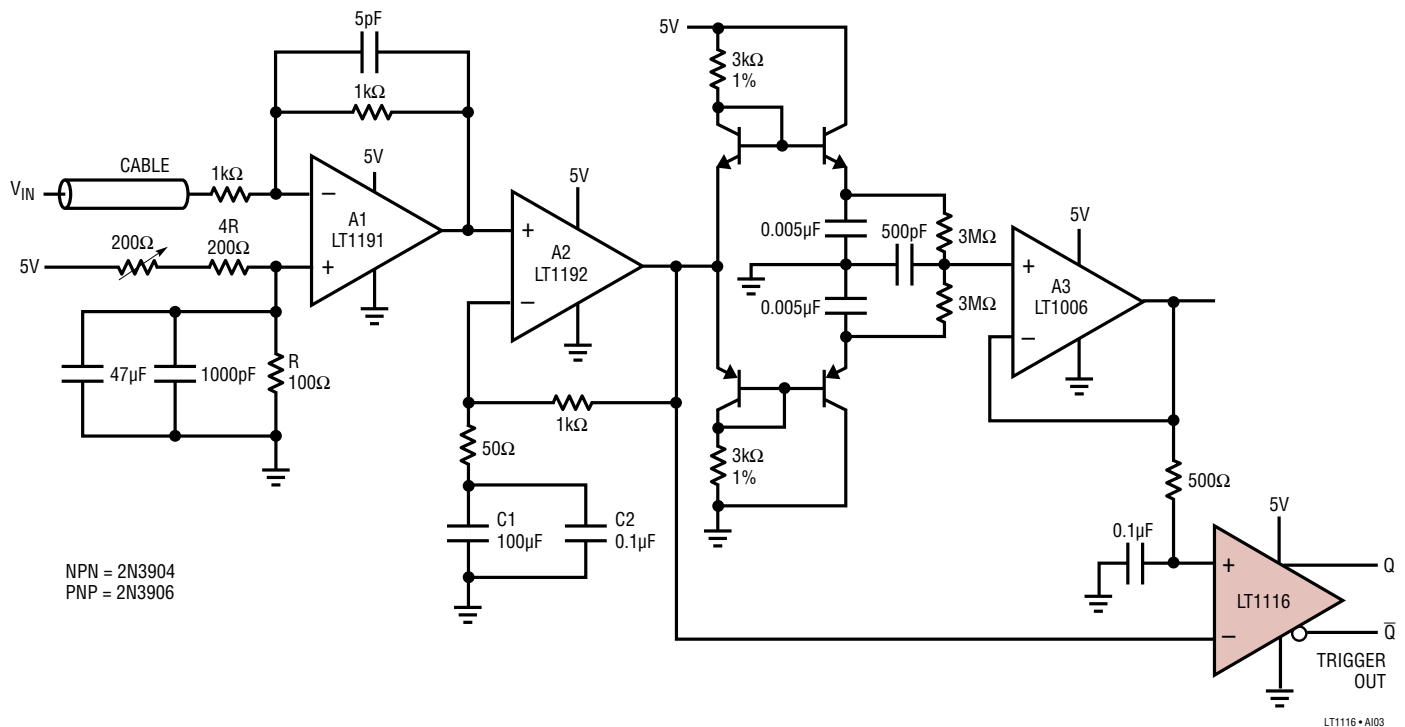 5pF
1kΩ
CABLE
V_IN
1kΩ
4R
200Ω
200Ω
5V
47µF
1000pF
R
100Ω
−
+
A1
LT1191
5V
+
−
A2
LT1192
5V
1kΩ
50Ω
C1
100µF
C2
0.1µF
5V
3kΩ
1%
0.005µF
500pF
3MΩ
0.005µF
3MΩ
3kΩ
1%
+
−
A3
LT1006
5V
500Ω
0.1µF
5V
+
−
LT1116
Q
Q̅
TRIGGER
OUT
NPN = 2N3904
PNP = 2N3906
LT1116 • AI03